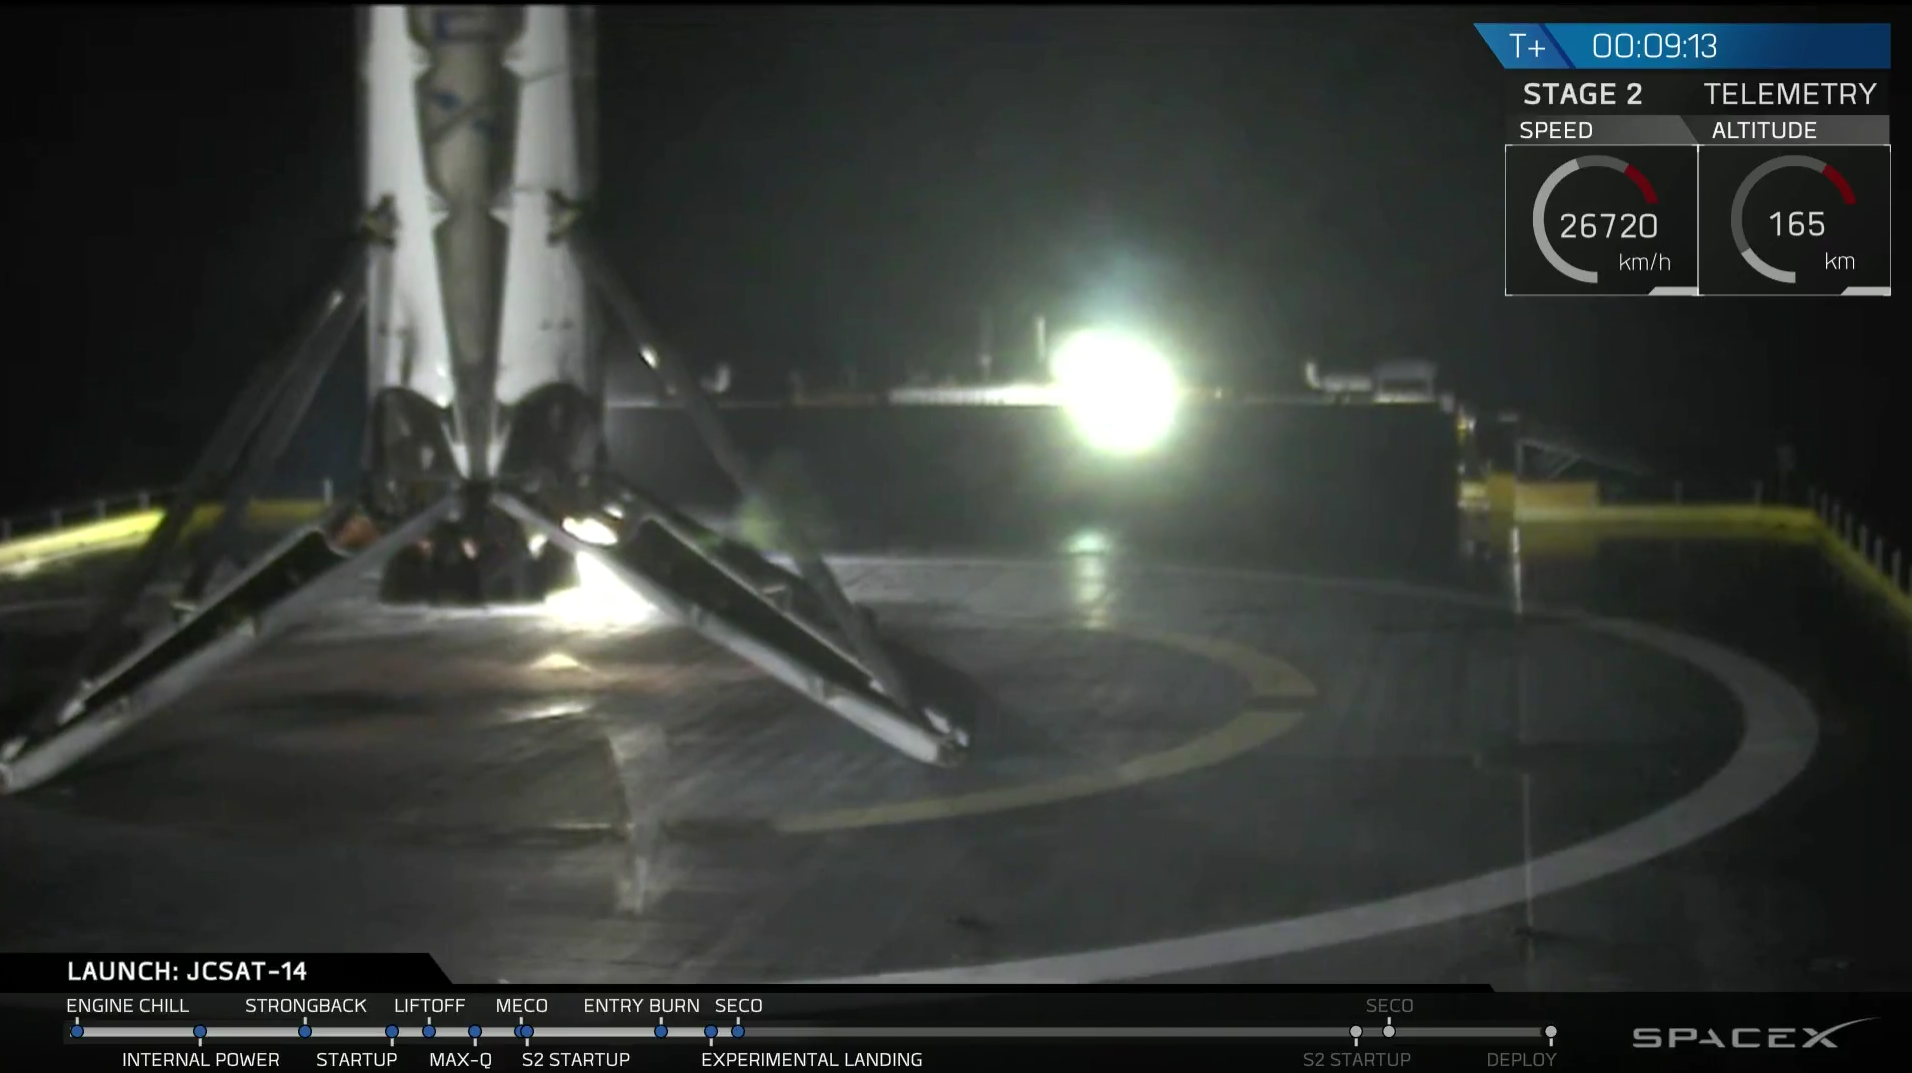 T+ 00:09:13
STAGE 2 TELEMETRY
SPEED ALTITUDE
26720 165
km/h km
LAUNCH: JCSAT-14
ENGINE CHILL STRONGBACK LIFTOFF MECO ENTRY BURN SECO SECO
INTERNAL POWER STARTUP MAX-Q S2 STARTUP EXPERIMENTAL LANDING S2 STARTUP DEPLOY
SPACEX